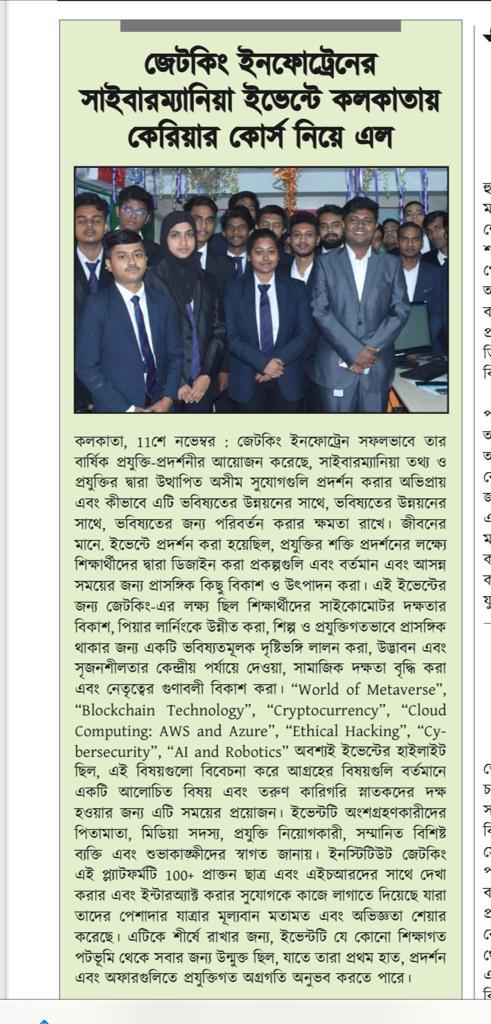 জেটকিং ইনফোট্রেনের
সাইবারম্যানিয়া ইভেন্টে কলকাতায়
কেরিয়ার কোর্স নিয়ে এল
কলকাতা, 11শে নভেম্বর : জেটকিং ইনফোট্রেন সফলভাবে তার
বার্ষিক প্রযুক্তি-প্রদর্শনীর আয়োজন করেছে, সাইবারম্যানিয়া তথ্য ও
প্রযুক্তির দ্বারা উত্থাপিত অসীম সুযোগগুলি প্রদর্শন করার অভিপ্রায়
এবং কীভাবে এটি ভবিষ্যতের উন্নয়নের সাথে, ভবিষ্যতের উন্নয়নের
সাথে, ভবিষ্যতের জন্য পরিবর্তন করার ক্ষমতা রাখে। জীবনের
মানে. ইভেন্টে প্রদর্শন করা হয়েছিল, প্রযুক্তির শক্তি প্রদর্শনের লক্ষ্যে
শিক্ষার্থীদের দ্বারা ডিজাইন করা প্রকল্পগুলি এবং বর্তমান এবং আসন্ন
সময়ের জন্য প্রাসঙ্গিক কিছু বিকাশ ও উৎপাদন করা। এই ইভেন্টের
জন্য জেটকিং-এর লক্ষ্য ছিল শিক্ষার্থীদের সাইকোমোটর দক্ষতার
বিকাশ, পিয়ার লার্নিংকে উন্নীত করা, শিল্প ও প্রযুক্তিগতভাবে প্রাসঙ্গিক
থাকার জন্য একটি ভবিষ্যতমূলক দৃষ্টিভঙ্গি লালন করা, উদ্ভাবন এবং
সৃজনশীলতার কেন্দ্রীয় পর্যায়ে দেওয়া, সামাজিক দক্ষতা বৃদ্ধি করা
এবং নেতৃত্বের গুণাবলী বিকাশ করা। “World of Metaverse”,
“Blockchain Technology”, “Cryptocurrency”, “Cloud
Computing: AWS and Azure”, “Ethical Hacking”, “Cy-
bersecurity”, “AI and Robotics” অবশ্যই ইভেন্টের হাইলাইট
ছিল, এই বিষয়গুলো বিবেচনা করে আগ্রহের বিষয়গুলি বর্তমানে
একটি আলোচিত বিষয় এবং তরুণ কারিগরি স্নাতকদের দক্ষ
হওয়ার জন্য এটি সময়ের প্রয়োজন। ইভেন্টটি অংশগ্রহণকারীদের
পিতামাতা, মিডিয়া সদস্য, প্রযুক্তি নিয়োগকারী, সম্মানিত বিশিষ্ট
ব্যক্তি এবং শুভাকাঙ্ক্ষীদের স্বাগত জানায়। ইনস্টিটিউট জেটকিং
এই প্ল্যাটফর্মটি 100+ প্রাক্তন ছাত্র এবং এইচআরদের সাথে দেখা
করার এবং ইন্টারঅ্যাক্ট করার সুযোগকে কাজে লাগাতে দিয়েছে যারা
তাদের পেশাদার যাত্রার মূল্যবান মতামত এবং অভিজ্ঞতা শেয়ার
করেছে। এটিকে শীর্ষে রাখার জন্য, ইভেন্টটি যে কোনো শিক্ষাগত
পটভূমি থেকে সবার জন্য উন্মুক্ত ছিল, যাতে তারা প্রথম হাত, প্রদর্শন
এবং অফারগুলিতে প্রযুক্তিগত অগ্রগতি অনুভব করতে পারে।